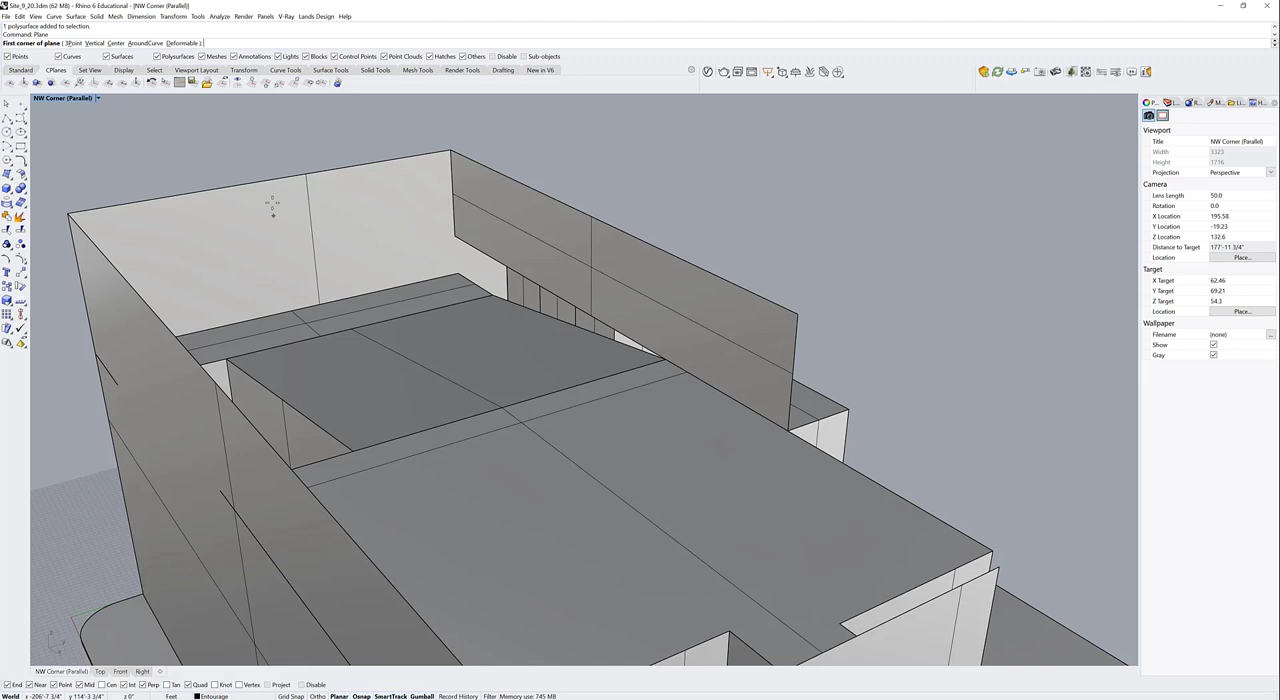 Site_9_20.3dm (62 MB) - Rhino 6 Educational - [NW Corner (Parallel)]
File Edit View Curve Surface Solid Mesh Dimension Transform Tools Analyze Render Panels V-Ray Lands Design Help
1 polysurface added to selection.
Command: Plane
First corner of plane ( 3Point Vertical Center AroundCurve Deformable ):
Points Curves Surfaces Polysurfaces Meshes Annotations Lights Blocks Control Points Point Clouds Hatches Others Disable Sub-objects
Standard CPlanes Set View Display Select Viewport Layout Transform Curve Tools Surface Tools Solid Tools Mesh Tools Render Tools Drafting New in V6
NW Corner (Parallel)
P... L... R... M... Li... H...
Viewport
Title NW Corner (Parallel)
Width 3323
Height 1716
Projection Perspective
Camera
Lens Length 50.0
Rotation 0.0
X Location 195.58
Y Location -19.23
Z Location 132.6
Distance to Target 177'-11 3/4"
Location Place...
Target
X Target 62.46
Y Target 69.21
Z Target 54.3
Location Place...
Wallpaper
Filename (none) ...
Show
Gray
NW Corner (Parallel) Top Front Right
End Near Point Mid Cen Int Perp Tan Quad Knot Vertex Project Disable
World x -206'-7 3/4" y 114'-3 3/4" z 0" Feet Entourage Grid Snap Ortho Planar Osnap SmartTrack Gumball Record History Filter Memory use: 745 MB